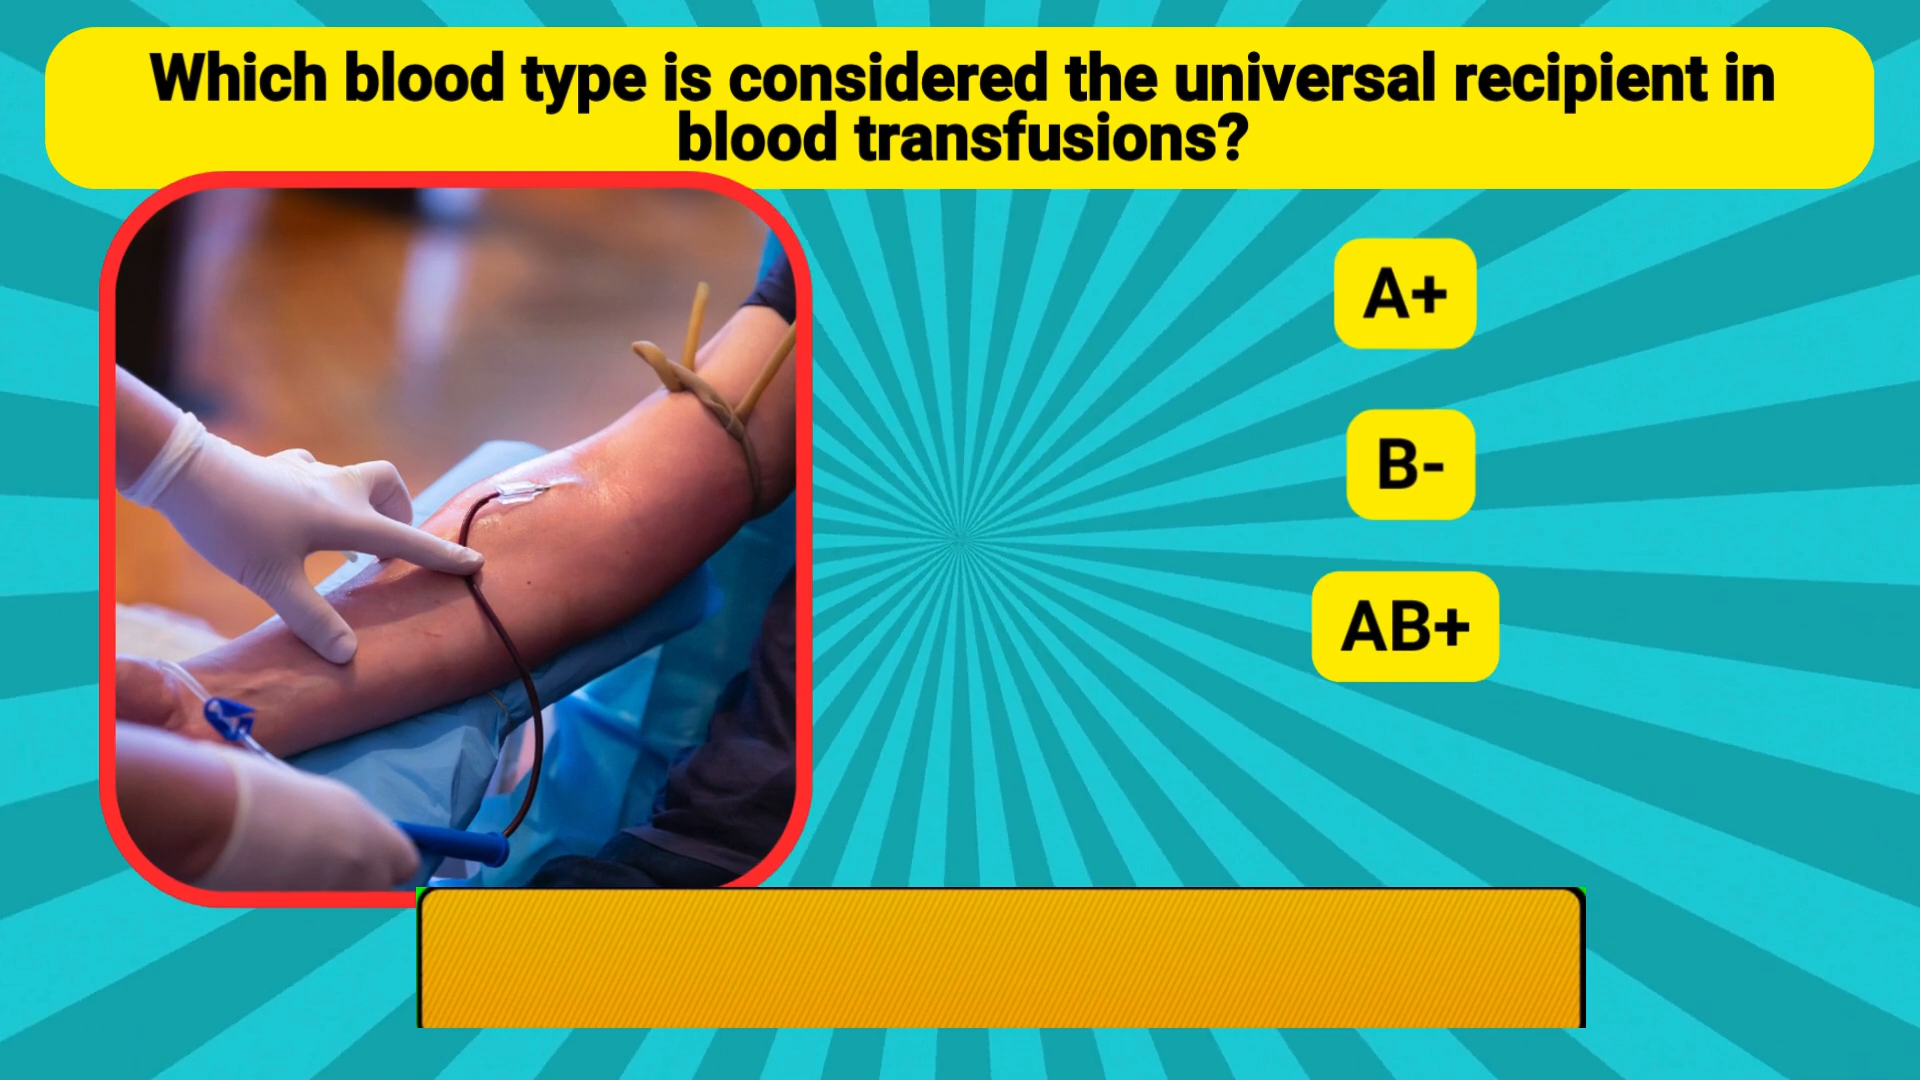 Which blood type is considered the universal recipient in
blood transfusions?
A+
B-
AB+